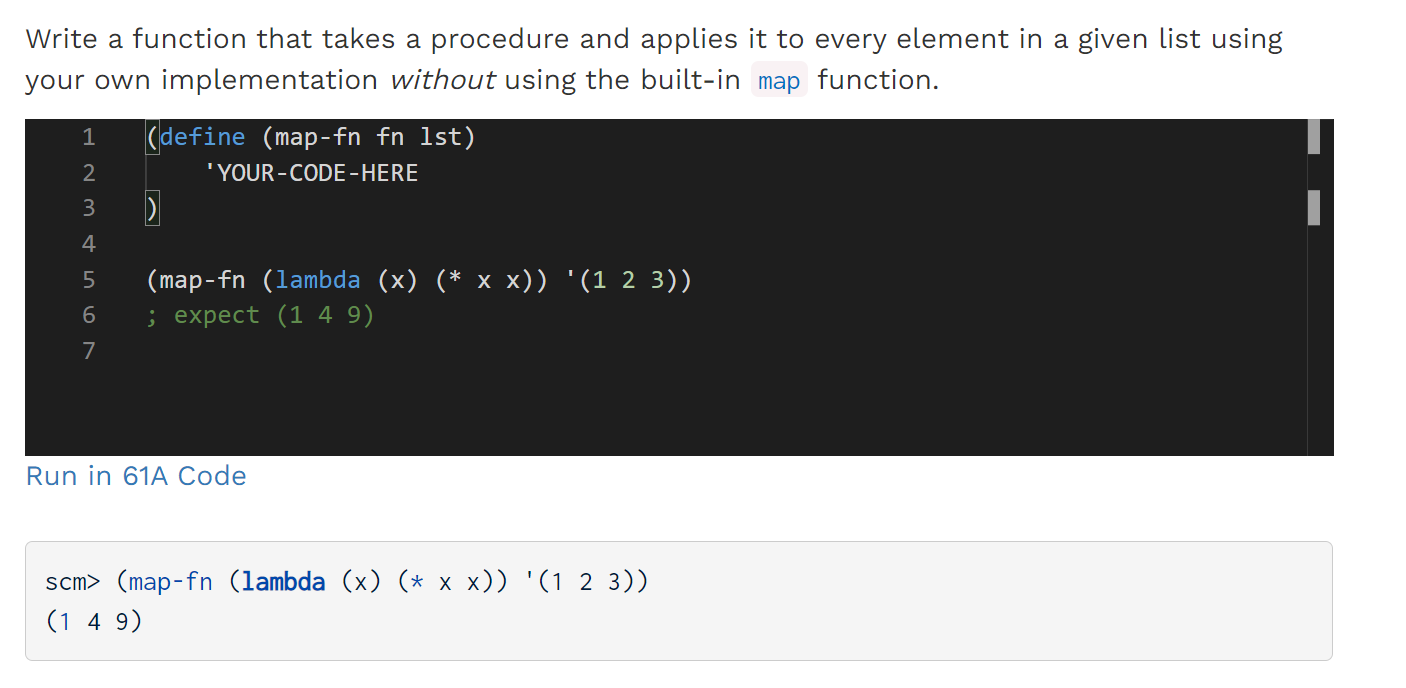 Write a function that takes a procedure and applies it to every element in a given list using
your own implementation without using the built-in map function.
1 (define (map-fn fn lst)
2     'YOUR-CODE-HERE
3 )
4
5 (map-fn (lambda (x) (* x x)) '(1 2 3))
6 ; expect (1 4 9)
7
Run in 61A Code
scm> (map-fn (lambda (x) (* x x)) '(1 2 3))
(1 4 9)